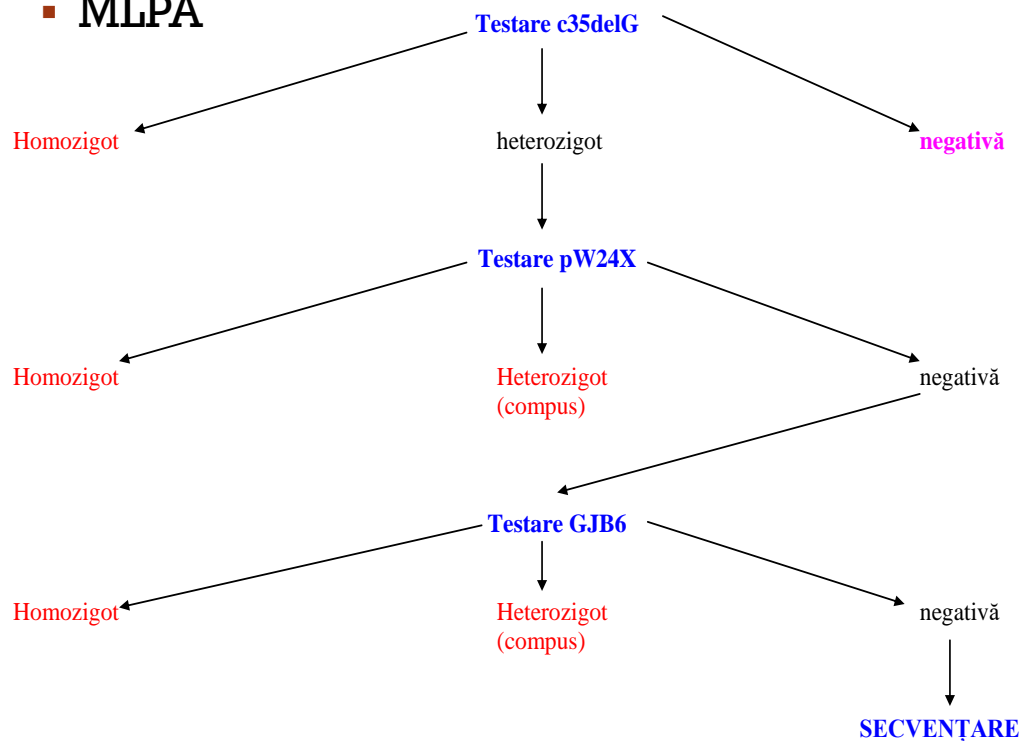 ▪ MLPA
Testare c35delG
Homozigot heterozigot negativă
Testare pW24X
Homozigot Heterozigot negativă
(compus)
Testare GJB6
Homozigot Heterozigot negativă
(compus)
SECVENȚARE